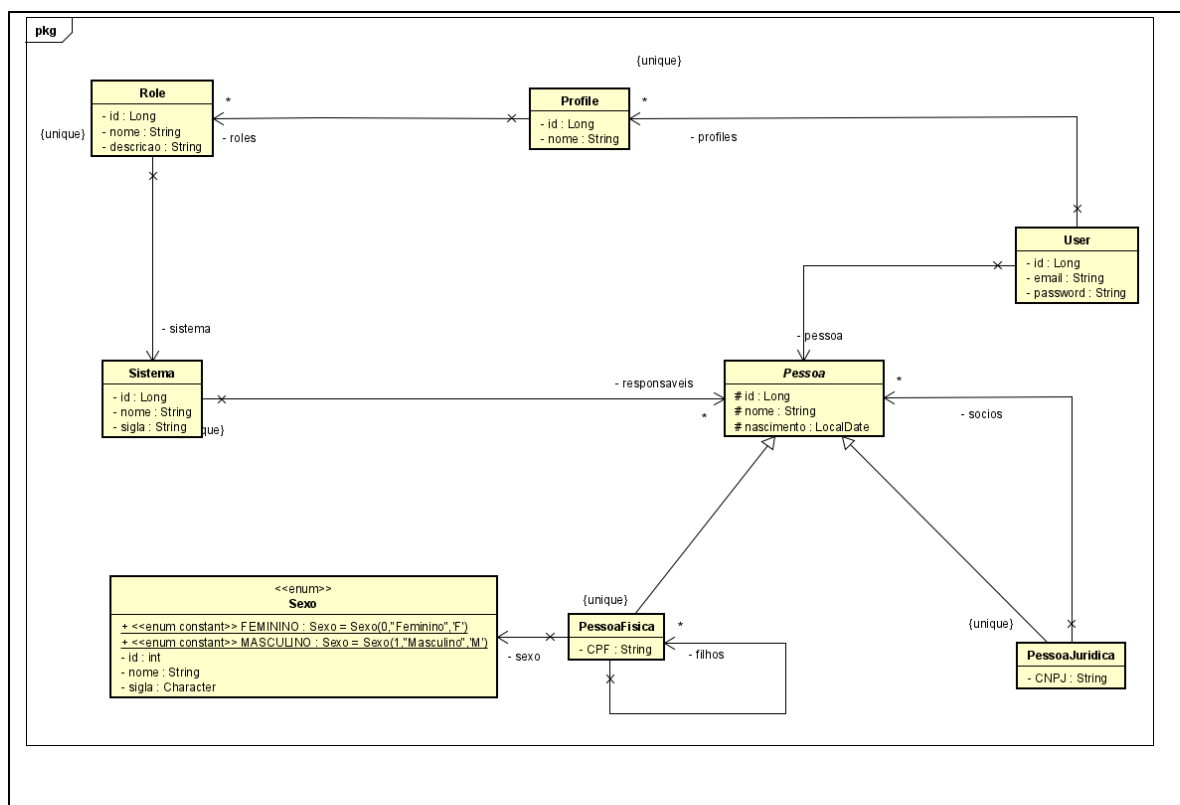 pkg
{unique}
Role
- id : Long
- nome : String
- descricao : String
{unique}
*
- roles
Profile
- id : Long
- nome : String
*
- profiles
User
- id : Long
- email : String
- password : String
- sistema
- pessoa
Sistema
- id : Long
- nome : String
- sigla : String
que}
- responsaveis
*
Pessoa
# id : Long
# nome : String
# nascimento : LocalDate
*
- socios
<<enum>>
Sexo
+ <<enum constant>> FEMININO : Sexo = Sexo(0,"Feminino",'F')
+ <<enum constant>> MASCULINO : Sexo = Sexo(1,"Masculino",'M')
- id : int
- nome : String
- sigla : Character
- sexo
{unique}
PessoaFisica
- CPF : String
*
- filhos
{unique}
PessoaJuridica
- CNPJ : String